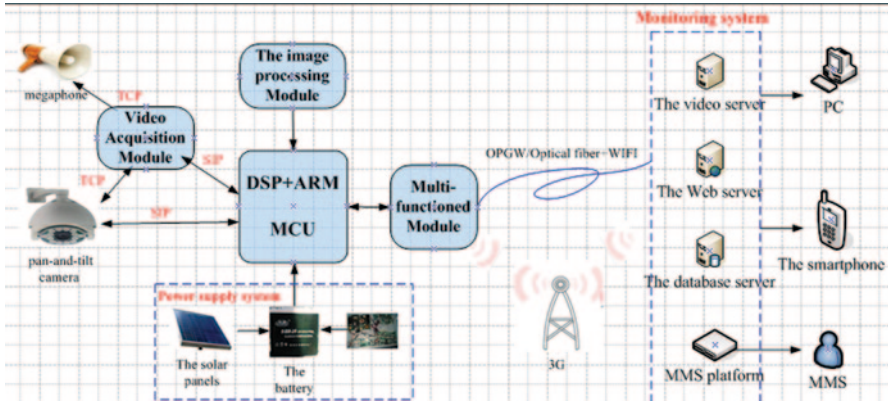 Monitoring system
The image
processing
Module
megaphone
TCP
The video server
PC
Video
Acquisition
Module
SIP
OPGW/Optical fiber+WIFI
DSP+ARM
MCU
Multi-
functioned
Module
TCP
The Web server
SIP
pan-and-tilt
camera
The database server
The smartphone
Power supply system
The solar
panels
The
battery
3G
MMS platform
MMS